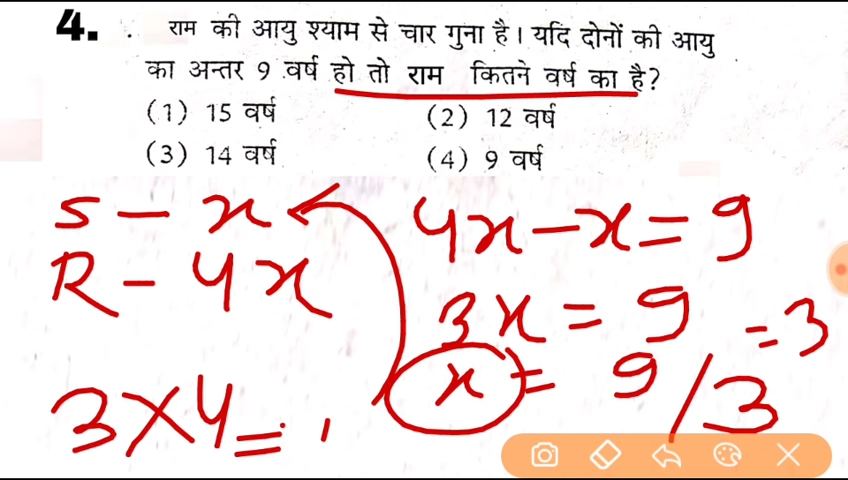 4. राम की आयु श्याम से चार गुना है। यदि दोनों की आयु
का अन्तर 9 वर्ष हो तो राम कितने वर्ष का है?
(1) 15 वर्ष (2) 12 वर्ष
(3) 14 वर्ष (4) 9 वर्ष
S – x
R – 4x
4x – x = 9
3x = 9
x = 9/3 = 3
3 × 4 =